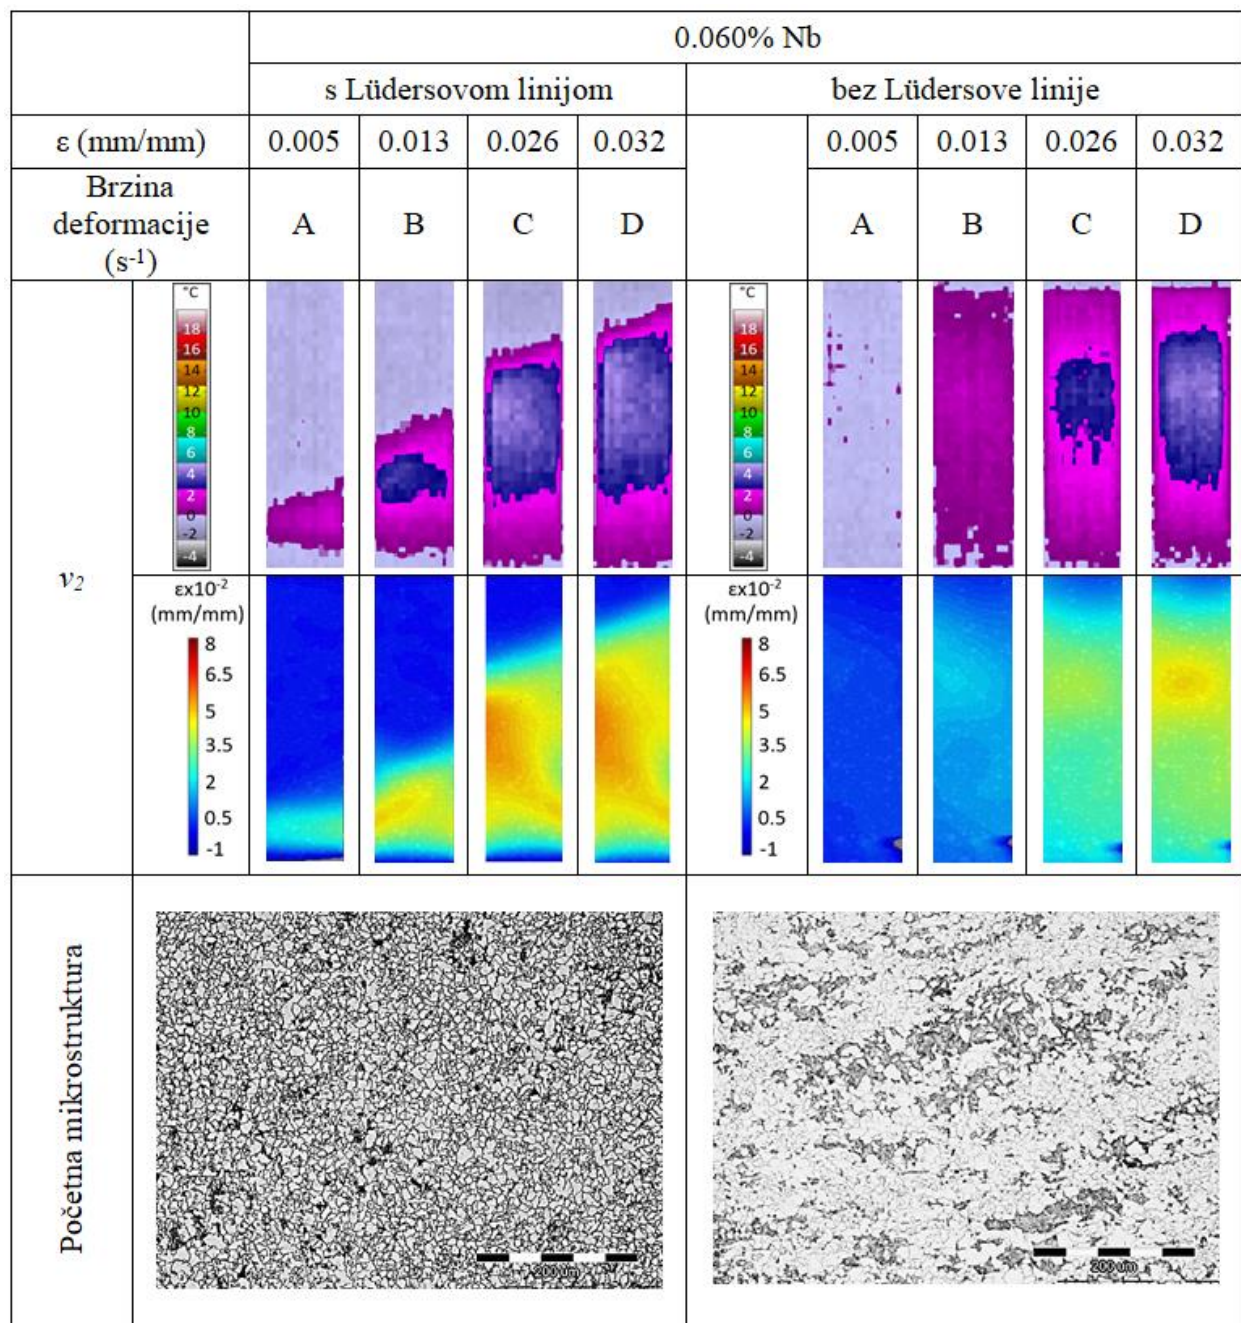 0.060% Nb
s Lüdersovom linijom
bez Lüdersove linije
ε (mm/mm)
0.005
0.013
0.026
0.032
0.005
0.013
0.026
0.032
Brzina
deformacije
(s-1)
A
B
C
D
A
B
C
D
v2
°C
18
16
14
12
10
8
6
4
2
0
-2
-4
°C
18
16
14
12
10
8
6
4
2
0
-2
-4
εx10-2
(mm/mm)
8
6.5
5
3.5
2
0.5
-1
εx10-2
(mm/mm)
8
6.5
5
3.5
2
0.5
-1
Početna mikrostruktura
200 um
200 um